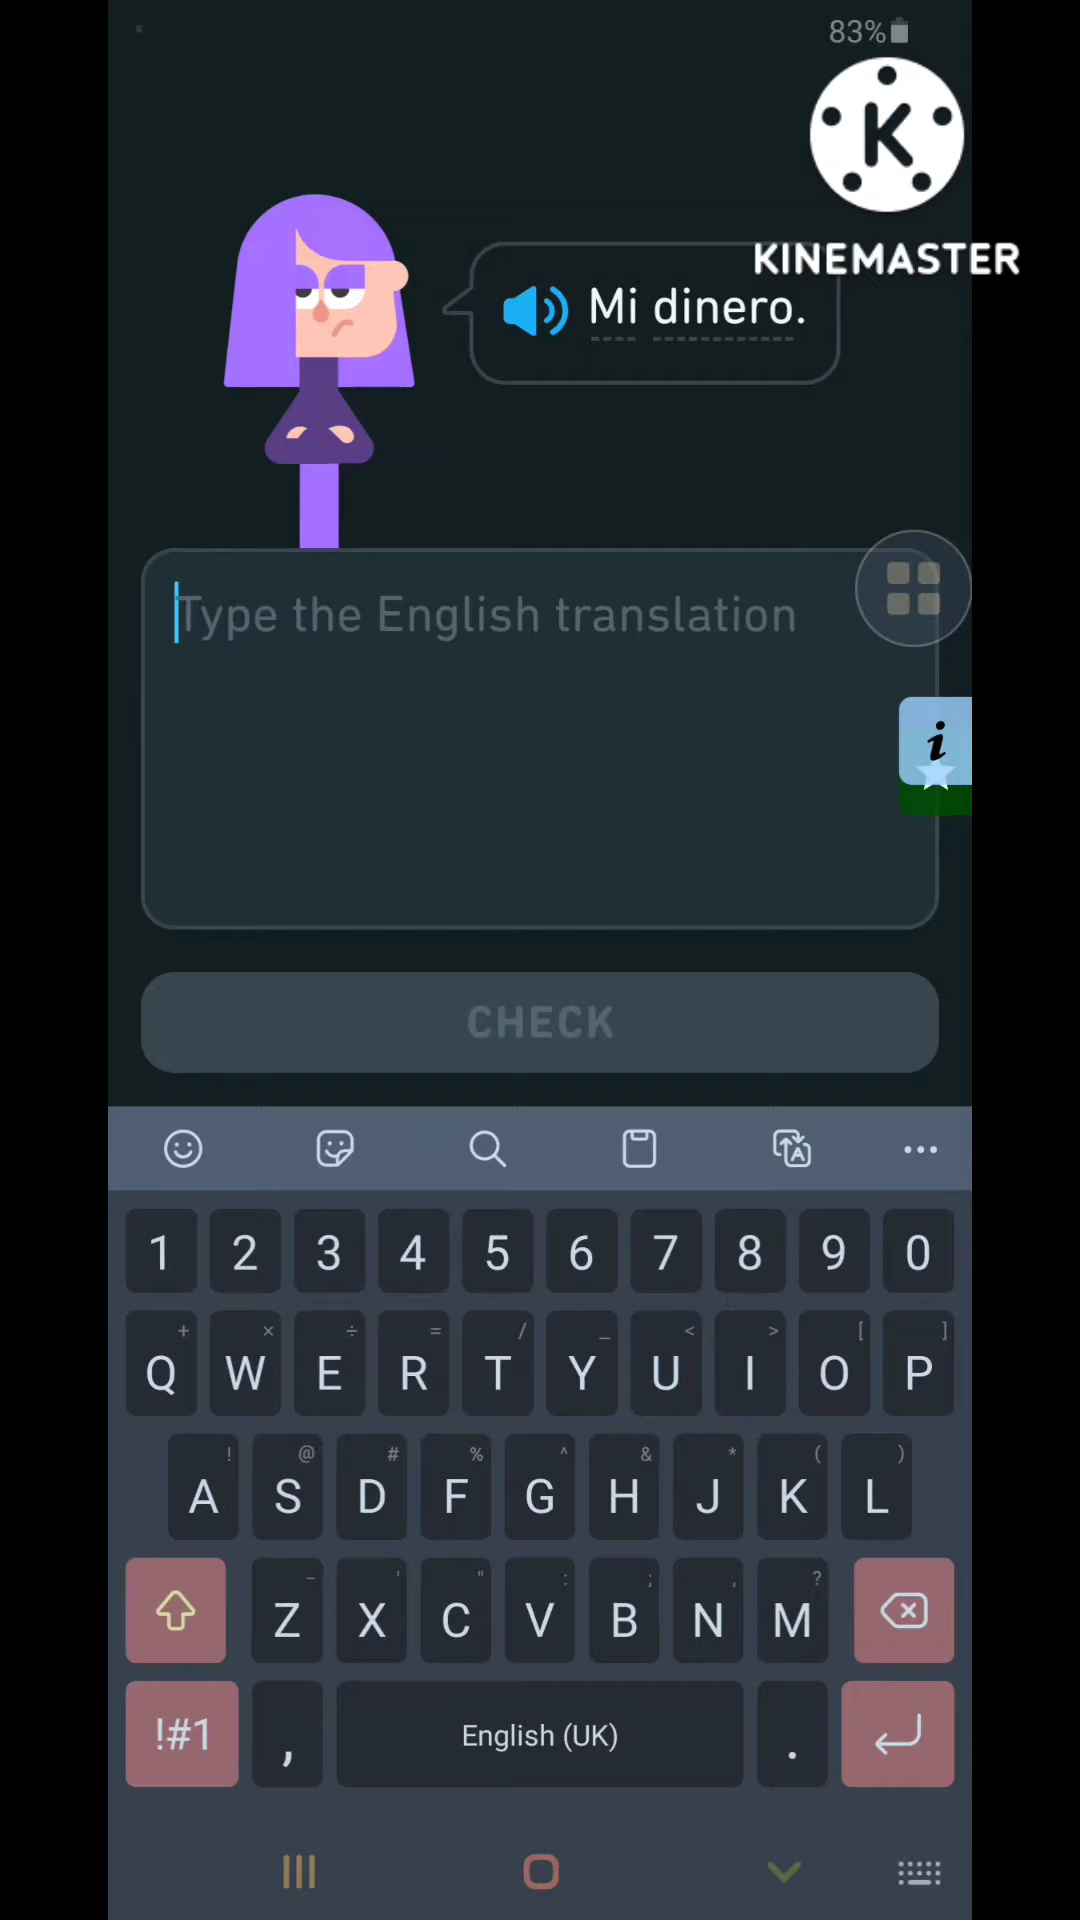 83%
K
KINEMASTER
Mi dinero.
Type the English translation
i
CHECK
1 2 3 4 5 6 7 8 9 0
+ × ÷ = / _ < > [ ]
Q W E R T Y U I O P
! @ # % ^ & * ( )
A S D F G H J K L
- ' " : ; , ?
Z X C V B N M
!#1 , English (UK) .